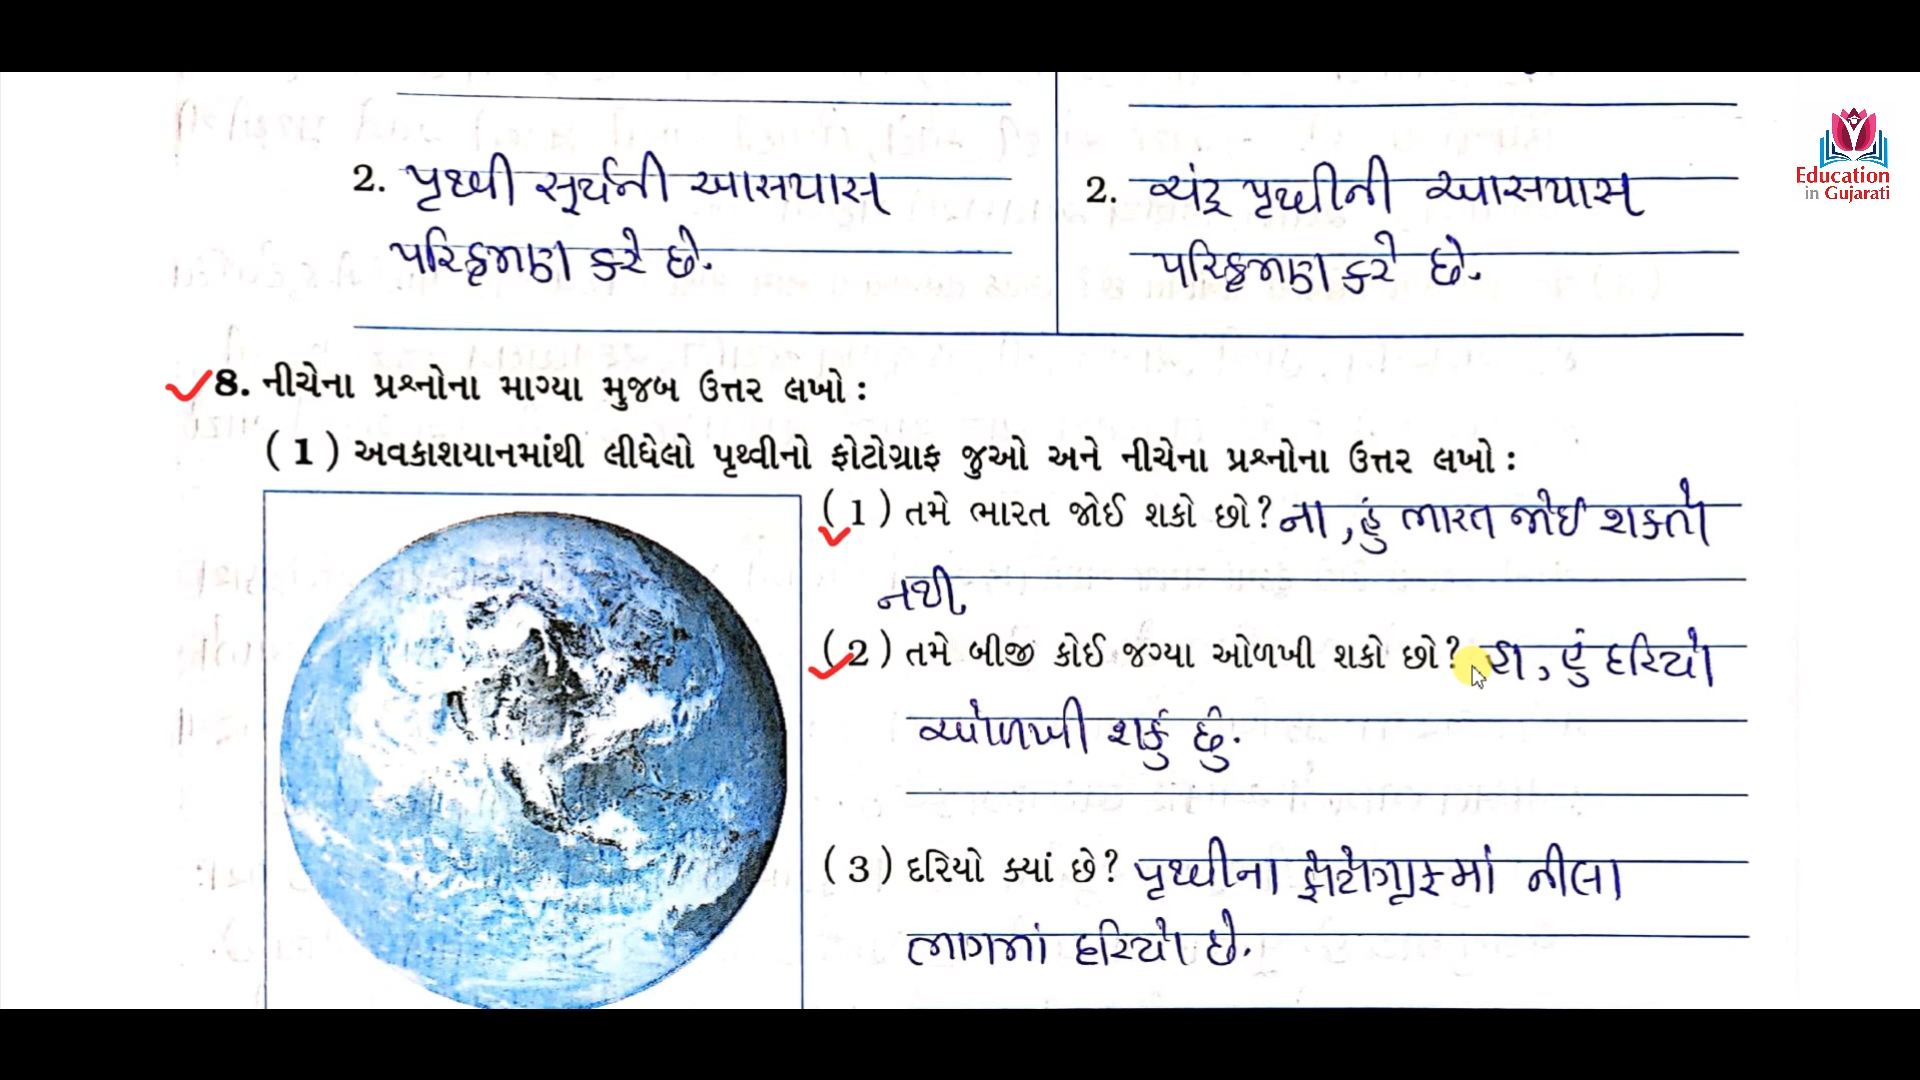 2. પૃથ્વી સૂર્યની આસપાસ
પરિક્રમણ કરે છે.
2. ચંદ્ર પૃથ્વીની આસપાસ
પરિક્રમણ કરે છે.
Education
in Gujarati
8. નીચેના પ્રશ્નોના માગ્યા મુજબ ઉત્તર લખો :
(1) અવકાશયાનમાંથી લીધેલો પૃથ્વીનો ફોટોગ્રાફ જુઓ અને નીચેના પ્રશ્નોના ઉત્તર લખો :
(1) તમે ભારત જોઈ શકો છો? ના, હું ભારત જોઈ શકતો
નથી.
(2) તમે બીજી કોઈ જગ્યા ઓળખી શકો છો? હા, હું દરિયો
ઓળખી શકું છું.
(3) દરિયો ક્યાં છે? પૃથ્વીના ફોટોગ્રાફમાં નીલા
ભાગમાં દરિયો છે.